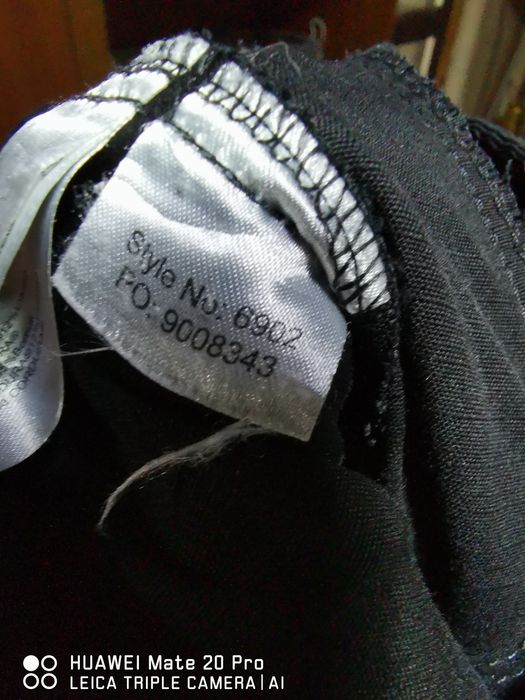 Style No: 6902
PO: 9008343
HUAWEI Mate 20 Pro
LEICA TRIPLE CAMERA | AI